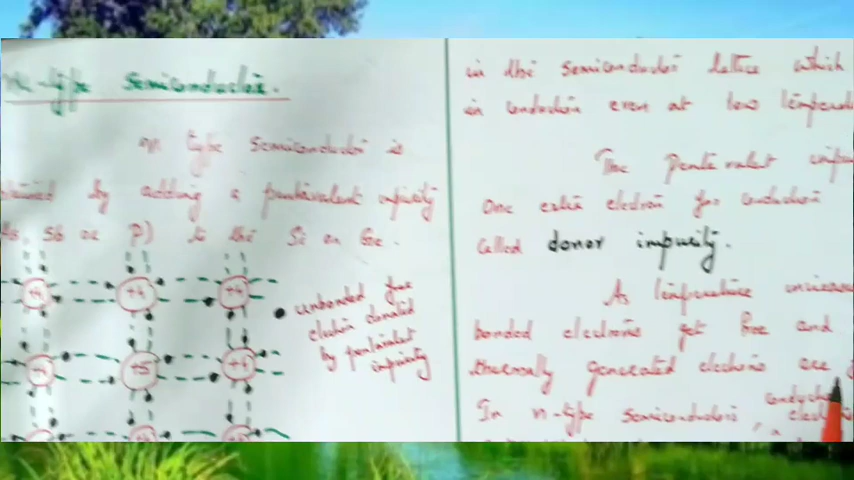 n-type semiconductor.
n type semiconductor is
by adding a pentavalent impurity
Sb or P) to the Si or Ge.
+4 +4 +4
unbonded free
electron donated
by pentavalent
impurity
+4 +5 +4
in the semiconductor lattice which
in conduction even at low
The Pentavalent
One extra electron for conduction
called donor impurity.
As temperature
bonded electrons get free and
thermally generated electrons are
In n-type semiconductors